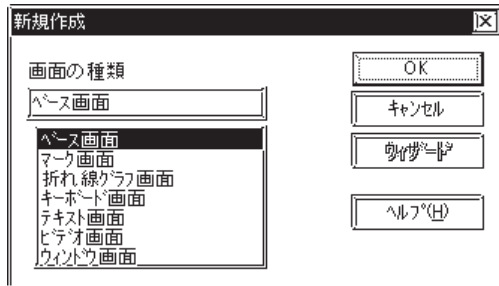 新規作成
画面の種類
ﾍﾞｰｽ画面
ﾍﾞｰｽ画面
ﾏｰｸ画面
折れ線ｸﾞﾗﾌ画面
ｷｰﾎﾞｰﾄﾞ画面
ﾃｷｽﾄ画面
ﾋﾞﾃﾞｵ画面
ｳｨﾝﾄﾞｳ画面
OK
ｷｬﾝｾﾙ
ｳｨｻﾞｰﾄﾞ
ﾍﾙﾌﾟ(H)